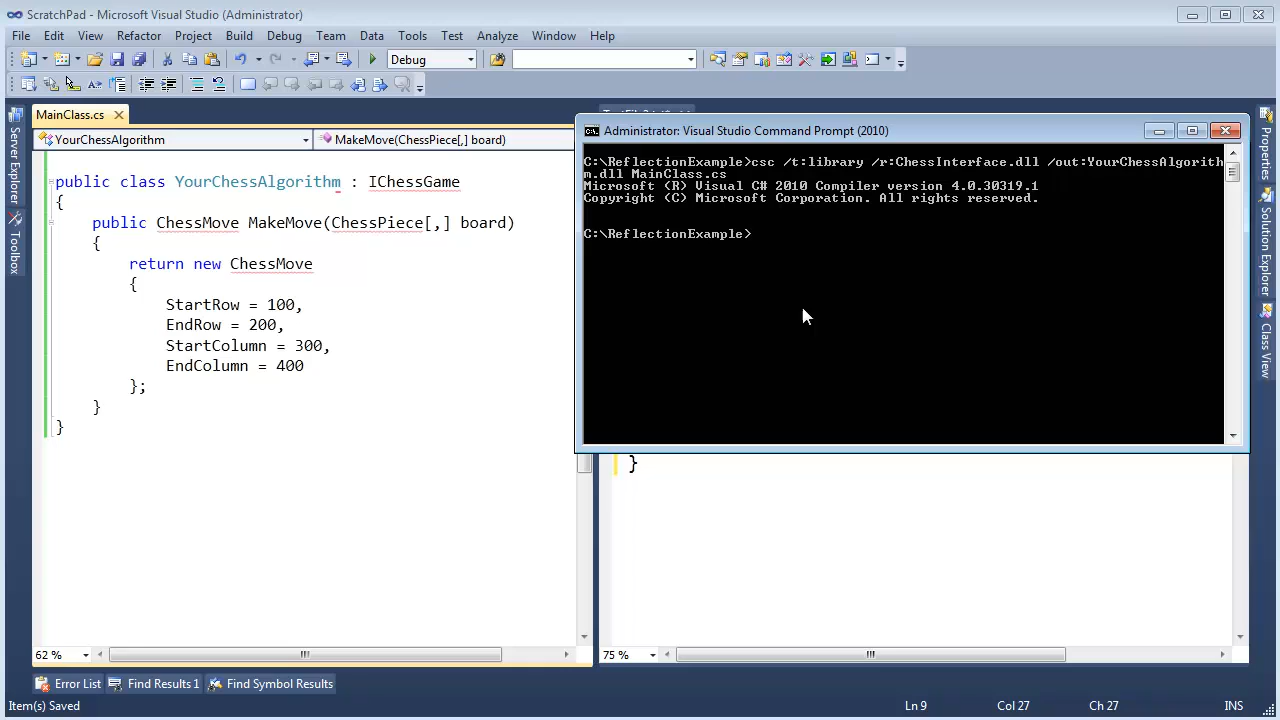 ScratchPad - Microsoft Visual Studio (Administrator)
File Edit View Refactor Project Build Debug Team Data Tools Test Analyze Window Help
Debug
MainClass.cs
YourChessAlgorithm
MakeMove(ChessPiece[,] board)
public class YourChessAlgorithm : IChessGame
{
public ChessMove MakeMove(ChessPiece[,] board)
{
return new ChessMove
{
StartRow = 100,
EndRow = 200,
StartColumn = 300,
EndColumn = 400
};
}
}
62 %
Administrator: Visual Studio Command Prompt (2010)
C:\ReflectionExample>csc /t:library /r:ChessInterface.dll /out:YourChessAlgorith
m.dll MainClass.cs
Microsoft (R) Visual C# 2010 Compiler version 4.0.30319.1
Copyright (C) Microsoft Corporation. All rights reserved.
C:\ReflectionExample>
}
75 %
Server Explorer
Toolbox
Properties
Solution Explorer
Class View
Error List
Find Results 1
Find Symbol Results
Item(s) Saved
Ln 9
Col 27
Ch 27
INS